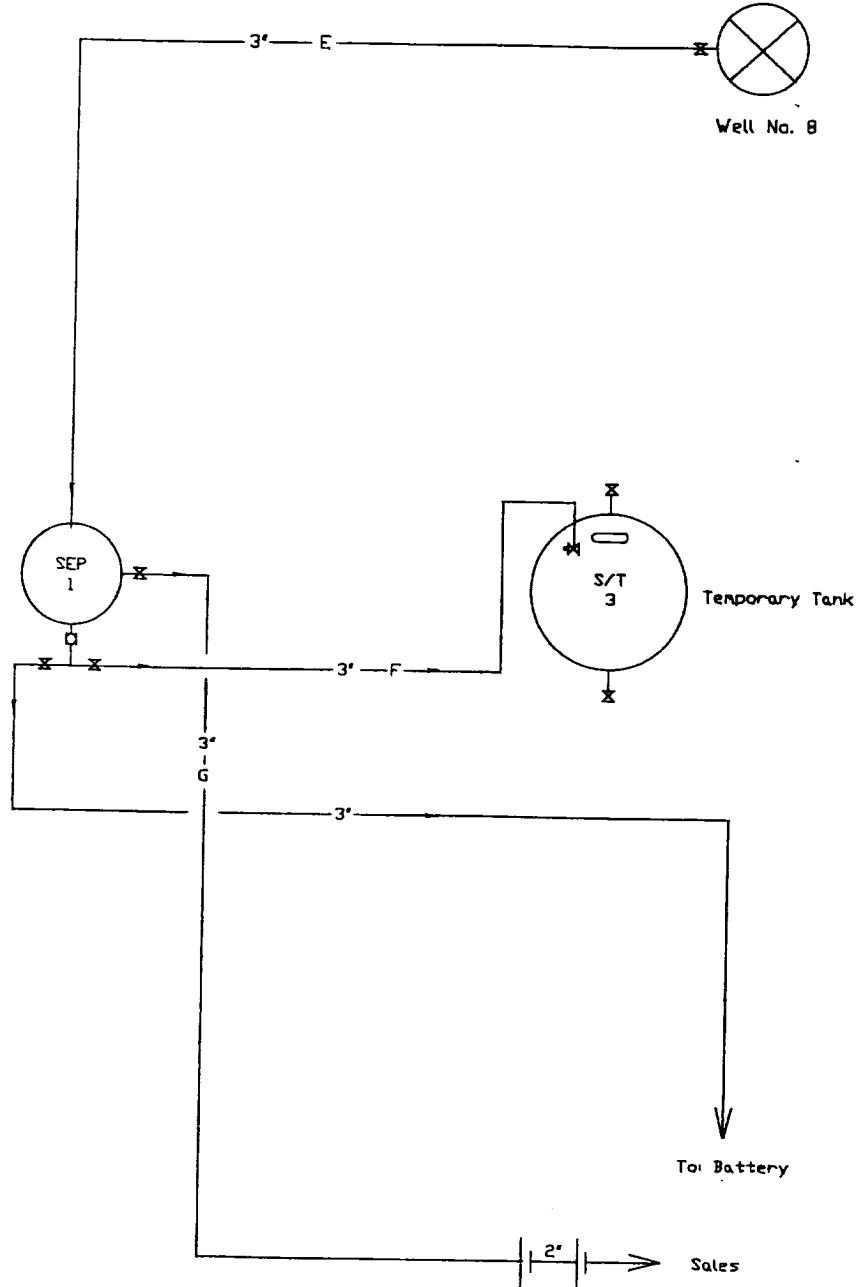 3" E
Well No. 8
SEP
1
S/T
3
Temporary Tank
3" F
3"
G
3"
To: Battery
2"
Sales